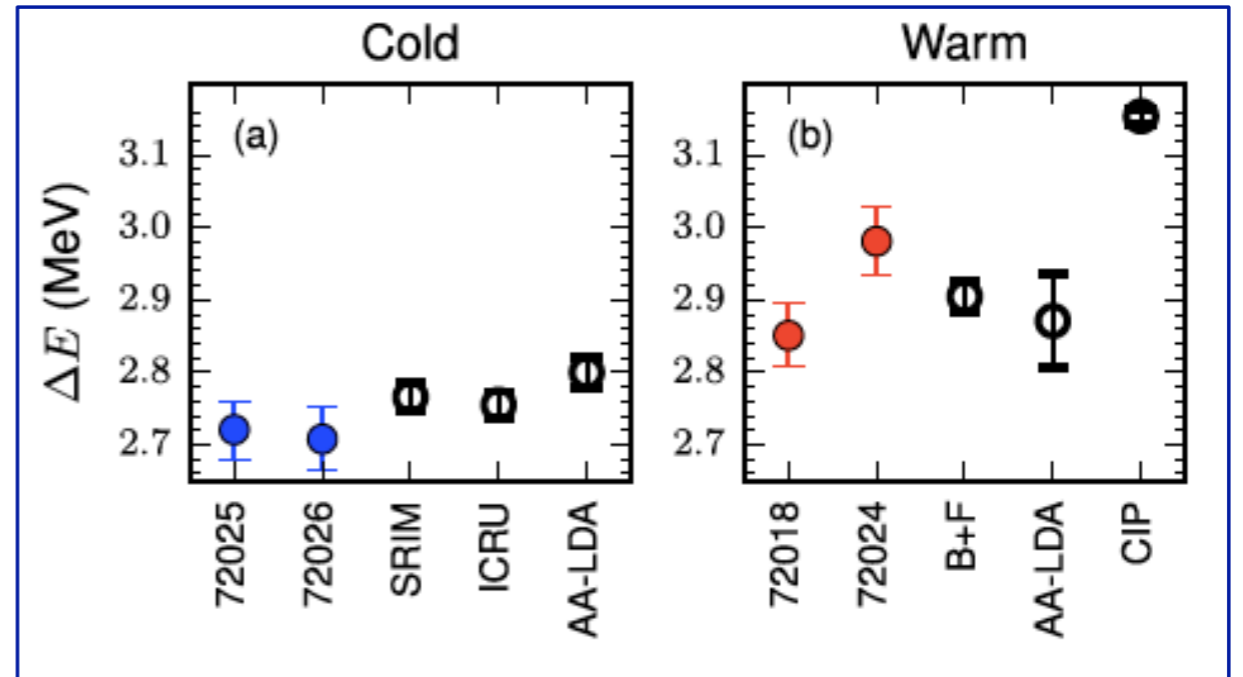 Cold
(a)
ΔE (MeV)
3.1
3.0
2.9
2.8
2.7
72025
72026
SRIM
ICRU
AA-LDA
Warm
(b)
3.1
3.0
2.9
2.8
2.7
72018
72024
B+F
AA-LDA
CIP